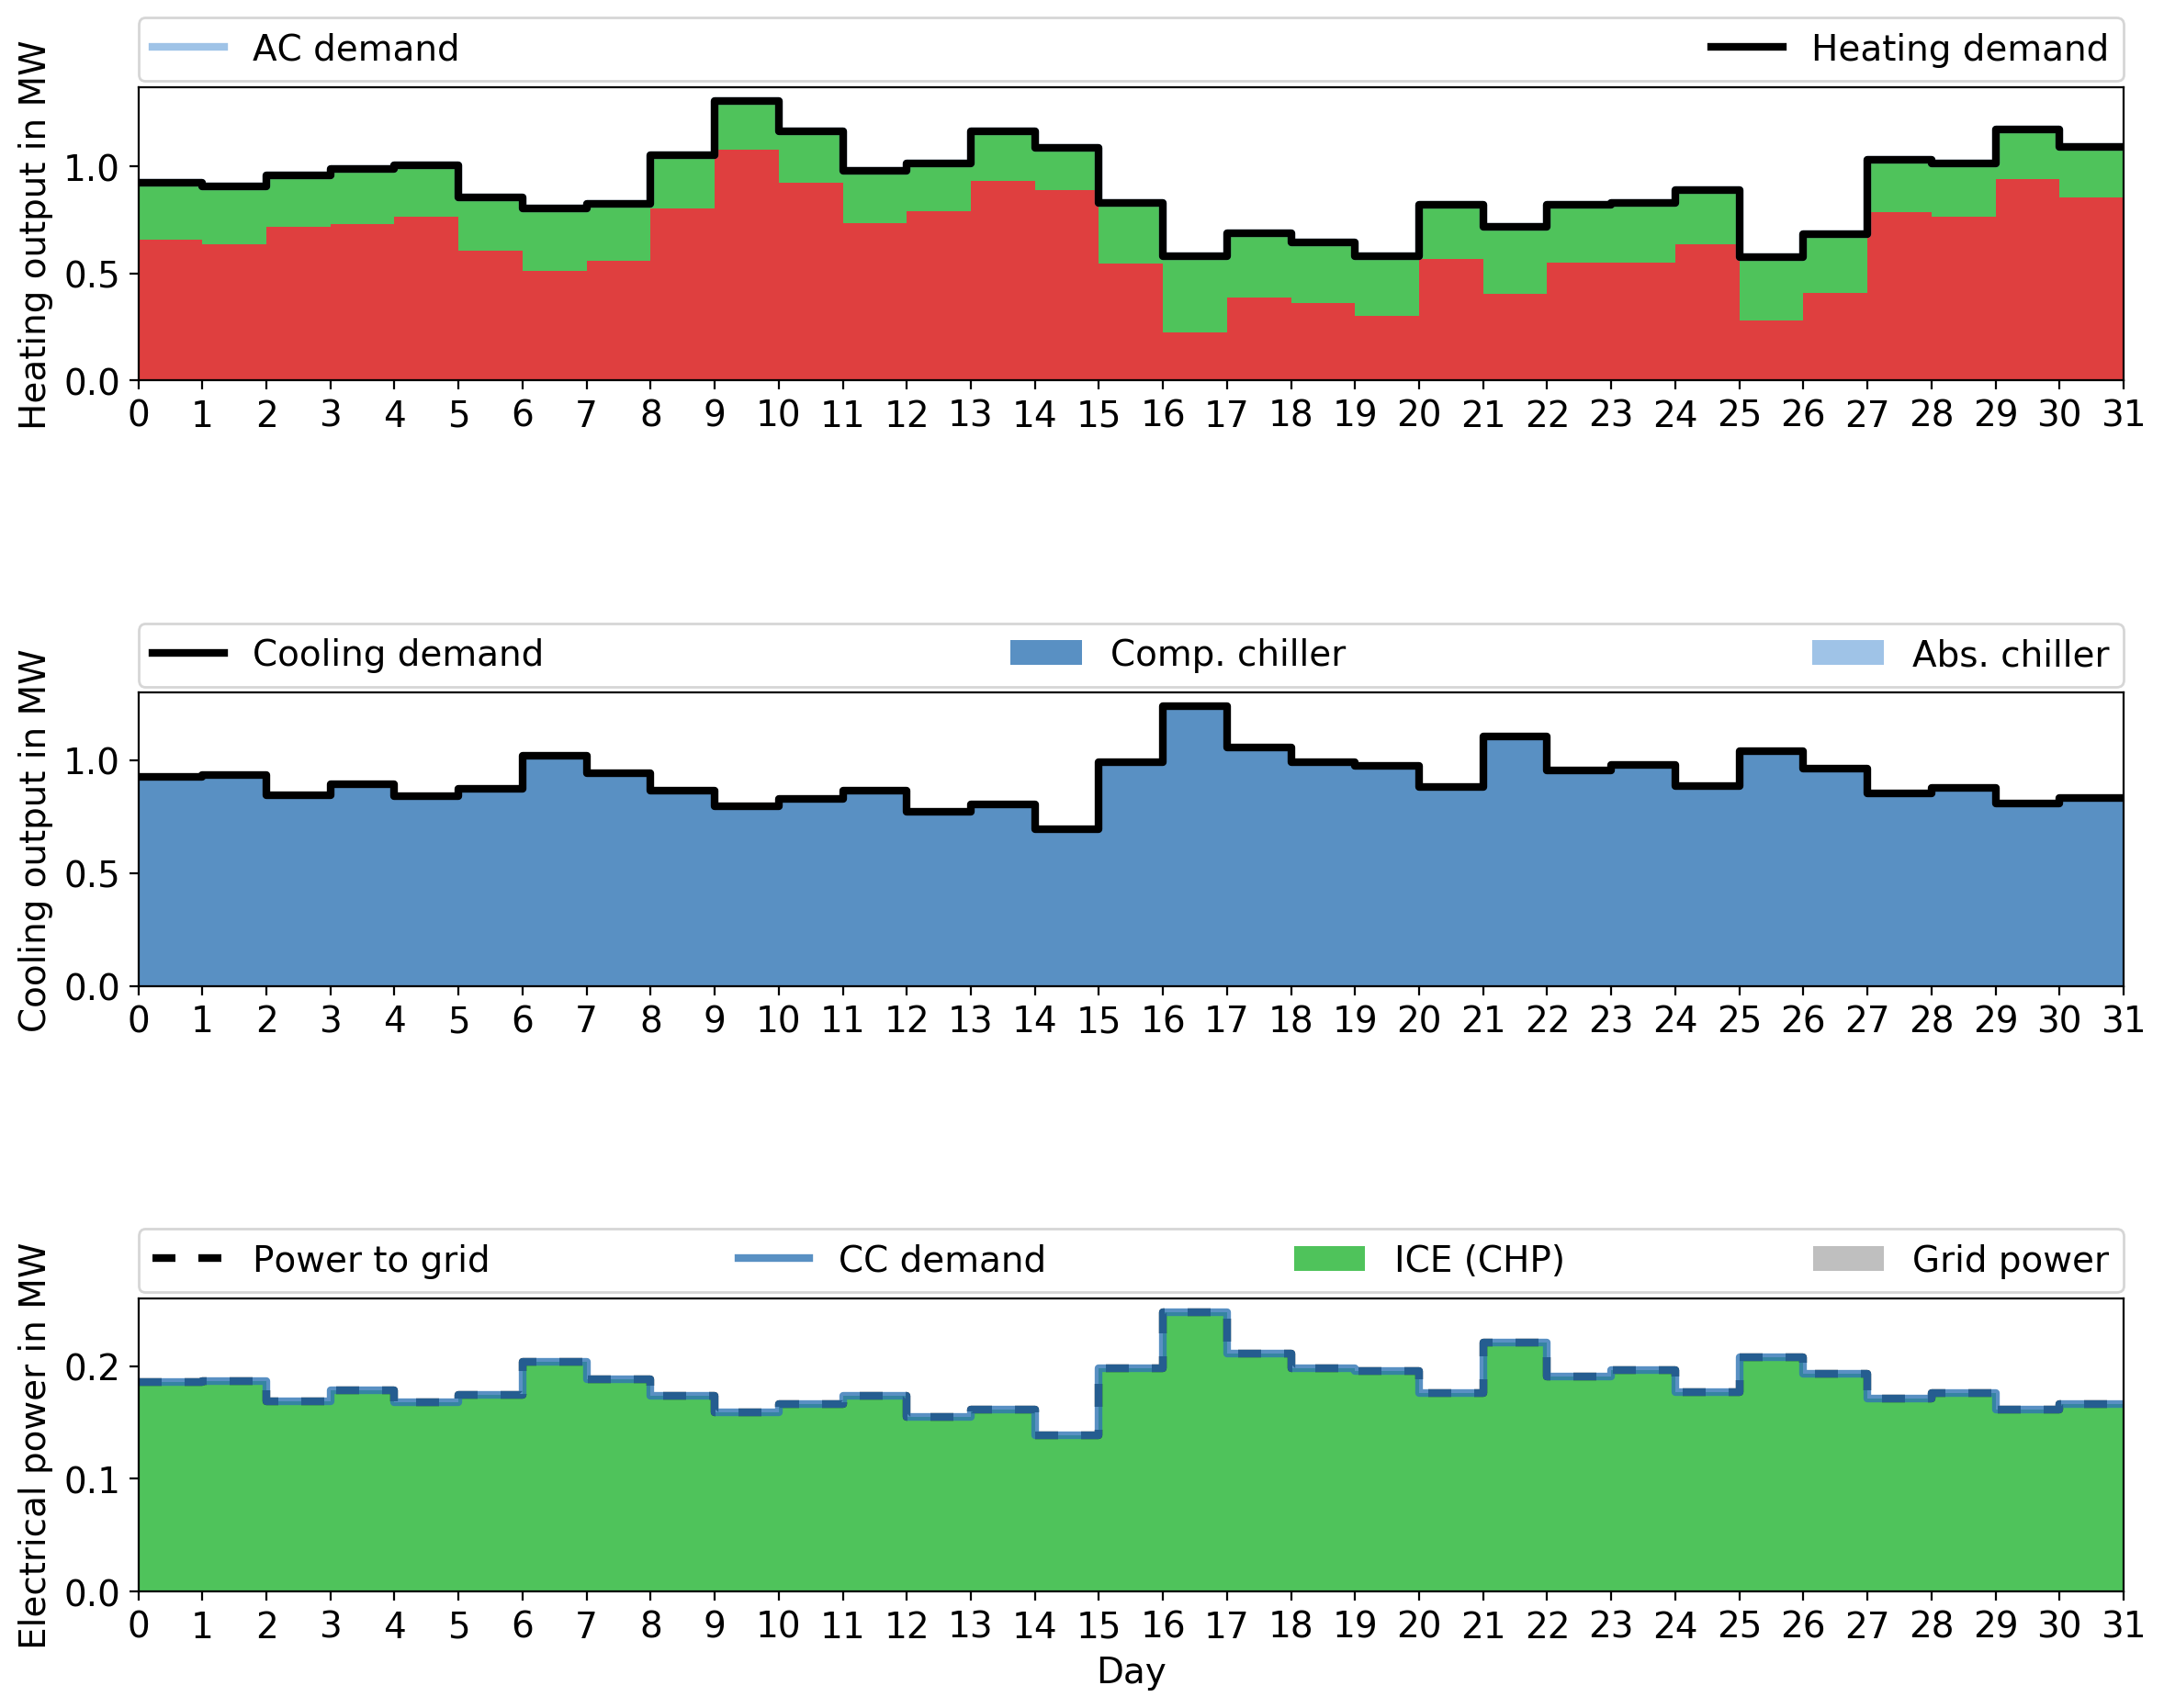 AC demand Heating demand
Heating output in MW
1.0
0.5
0.0
0 1 2 3 4 5 6 7 8 9 10 11 12 13 14 15 16 17 18 19 20 21 22 23 24 25 26 27 28 29 30 31
Cooling demand Comp. chiller Abs. chiller
Cooling output in MW
1.0
0.5
0.0
0 1 2 3 4 5 6 7 8 9 10 11 12 13 14 15 16 17 18 19 20 21 22 23 24 25 26 27 28 29 30 31
Power to grid CC demand ICE (CHP) Grid power
Electrical power in MW
0.2
0.1
0.0
0 1 2 3 4 5 6 7 8 9 10 11 12 13 14 15 16 17 18 19 20 21 22 23 24 25 26 27 28 29 30 31
Day